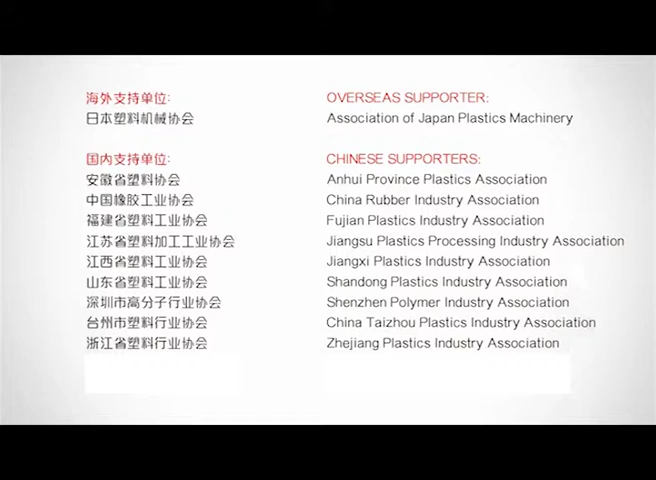 海外支持单位: OVERSEAS SUPPORTER:
日本塑料机械协会 Association of Japan Plastics Machinery
国内支持单位: CHINESE SUPPORTERS:
安徽省塑料协会 Anhui Province Plastics Association
中国橡胶工业协会 China Rubber Industry Association
福建省塑料工业协会 Fujian Plastics Industry Association
江苏省塑料加工工业协会 Jiangsu Plastics Processing Industry Association
江西省塑料工业协会 Jiangxi Plastics Industry Association
山东省塑料工业协会 Shandong Plastics Industry Association
深圳市高分子行业协会 Shenzhen Polymer Industry Association
台州市塑料行业协会 China Taizhou Plastics Industry Association
浙江省塑料行业协会 Zhejiang Plastics Industry Association